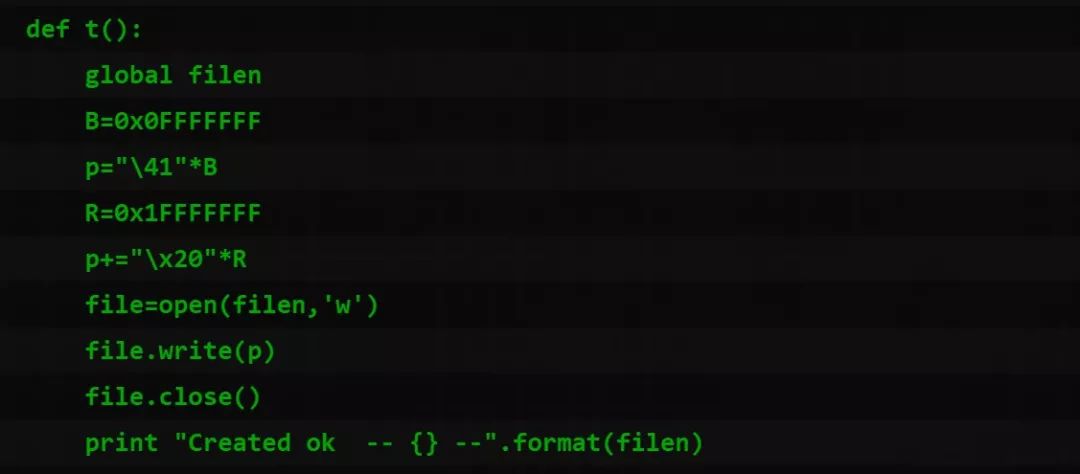 def t():
    global filen
    B=0x0FFFFFFF
    p="\41"*B
    R=0x1FFFFFFF
    p+="\x20"*R
    file=open(filen,'w')
    file.write(p)
    file.close()
    print "Created ok  -- {} --".format(filen)